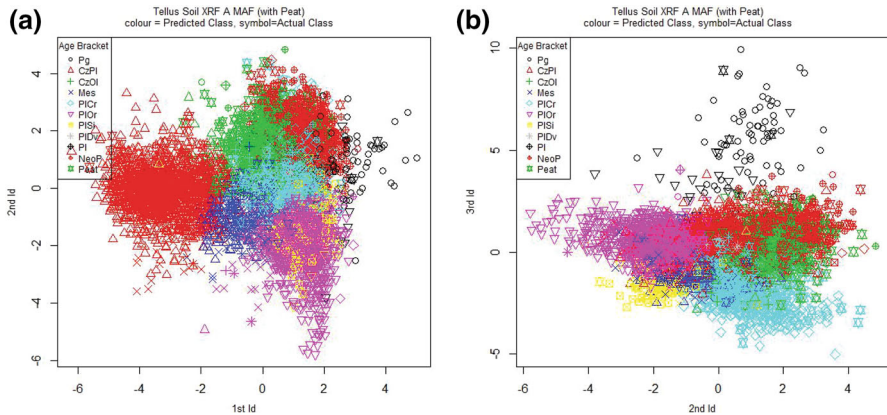 (a)
Tellus Soil XRF A MAF (with Peat)
colour = Predicted Class, symbol=Actual Class
Age Bracket
Pg
CzPl
CzOl
Mes
PlCr
PlOr
PlSi
PlDv
Pl
NeoP
Peat
4
2
0
-2
-4
-6
2nd ld
-6 -4 -2 0 2 4
1st ld
(b)
Tellus Soil XRF A MAF (with Peat)
colour = Predicted Class, symbol=Actual Class
Age Bracket
Pg
CzPl
CzOl
Mes
PlCr
PlOr
PlSi
PlDv
Pl
NeoP
Peat
10
5
0
-5
3rd ld
-6 -4 -2 0 2 4
2nd ld